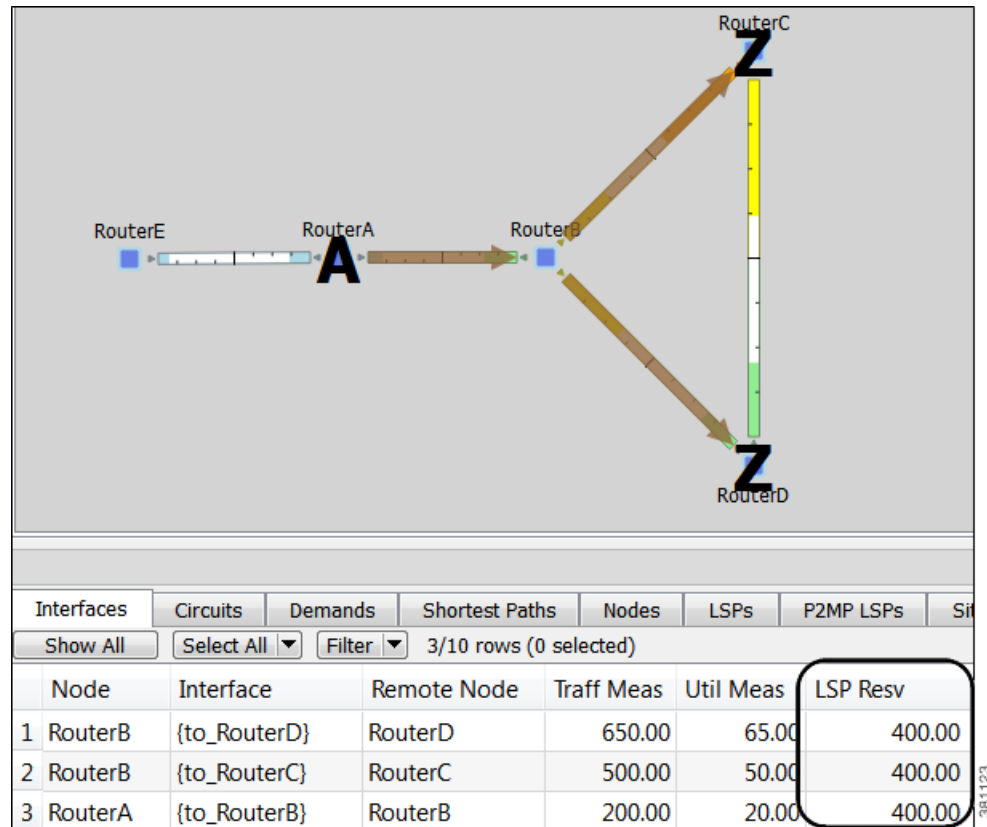 RouterC
Z
RouterE
RouterA
RouterB
A
Z
RouterD
Interfaces Circuits Demands Shortest Paths Nodes LSPs P2MP LSPs
Show All Select All Filter 3/10 rows (0 selected)
Node Interface Remote Node Traff Meas Util Meas LSP Resv
1 RouterB {to_RouterD} RouterD 650.00 65.00 400.00
2 RouterB {to_RouterC} RouterC 500.00 50.00 400.00
3 RouterA {to_RouterB} RouterB 200.00 20.00 400.00
381123